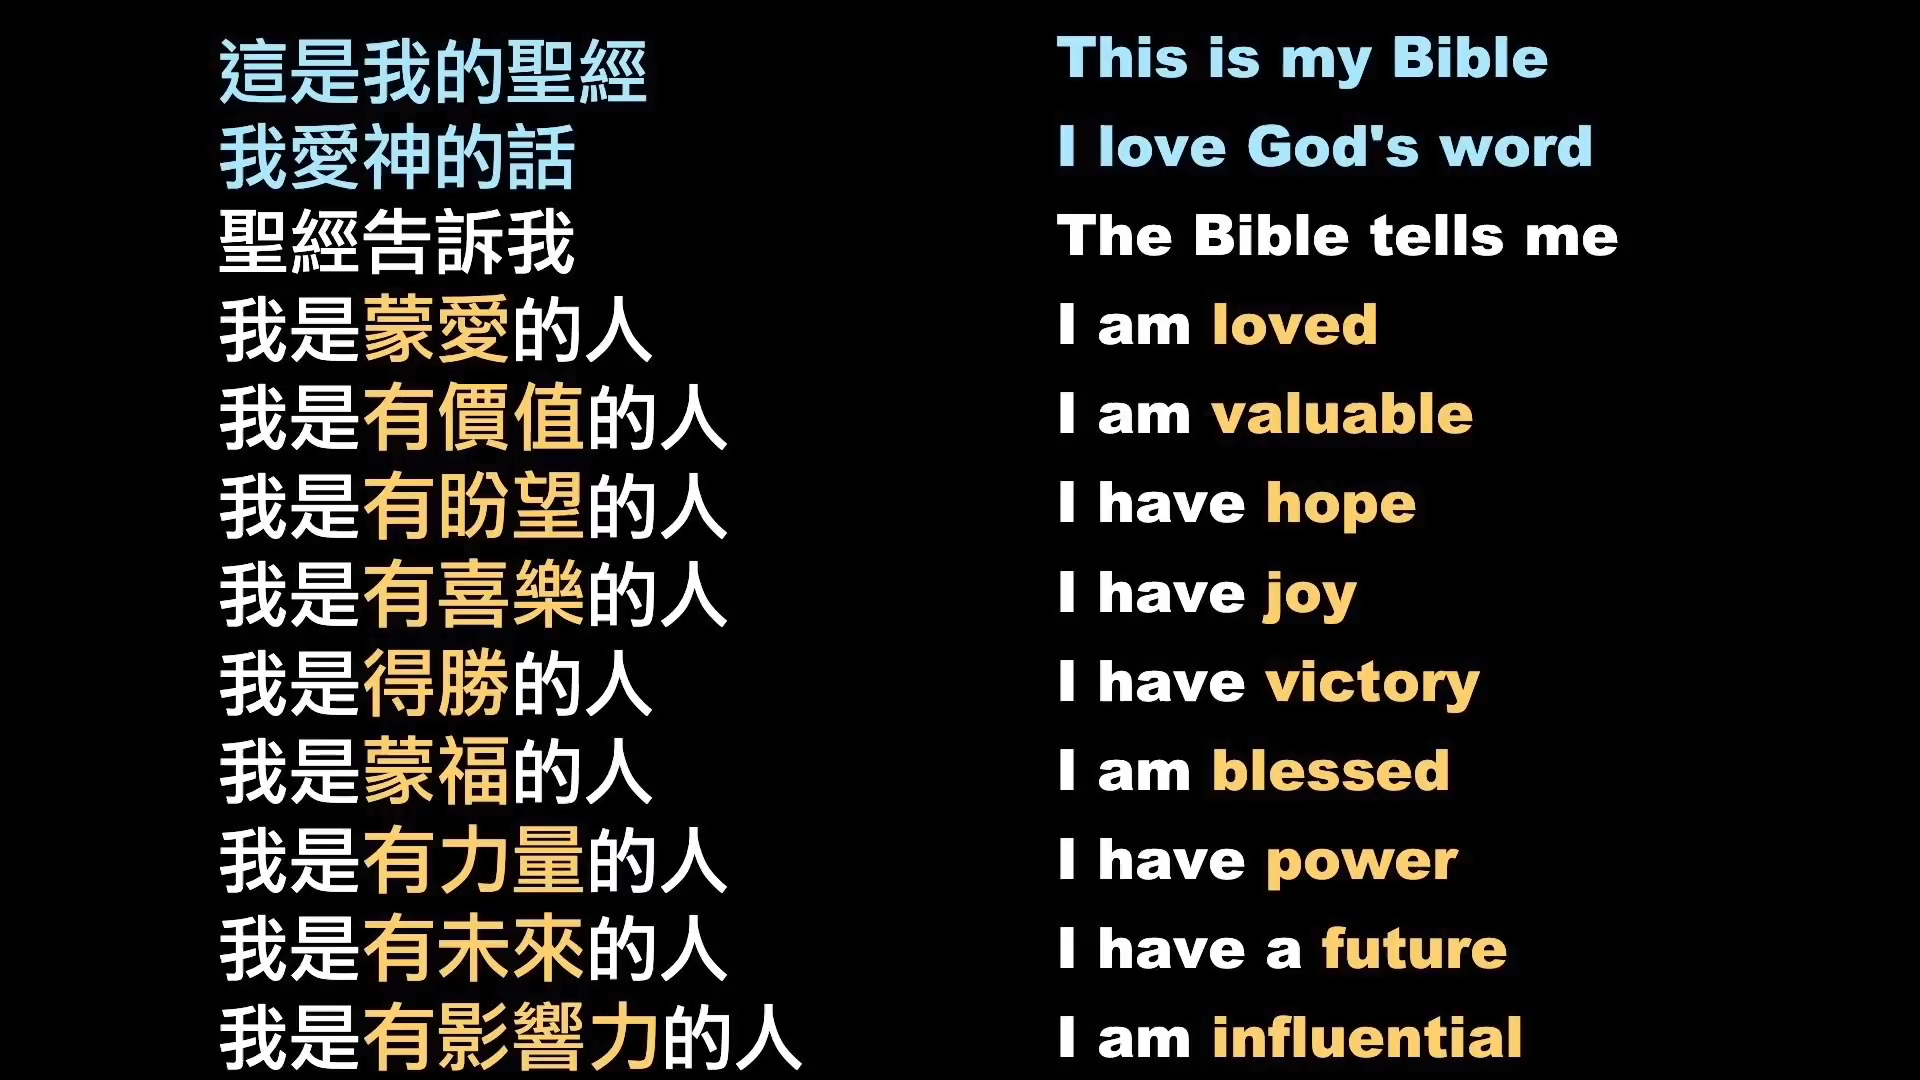 這是我的聖經
我愛神的話
聖經告訴我
我是蒙愛的人
我是有價值的人
我是有盼望的人
我是有喜樂的人
我是得勝的人
我是蒙福的人
我是有力量的人
我是有未來的人
我是有影響力的人
This is my Bible
I love God's word
The Bible tells me
I am loved
I am valuable
I have hope
I have joy
I have victory
I am blessed
I have power
I have a future
I am influential